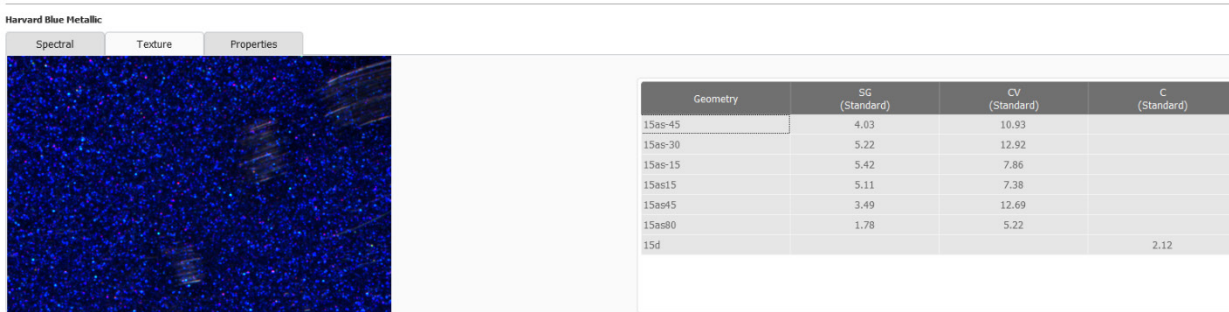 Harvard Blue Metallic
Spectral Texture Properties
Geometry SG (Standard) CV (Standard) C (Standard)
15as-45 4.03 10.93
15as-30 5.22 12.92
15as-15 5.42 7.86
15as15 5.11 7.38
15as45 3.49 12.69
15as80 1.78 5.22
15d 2.12